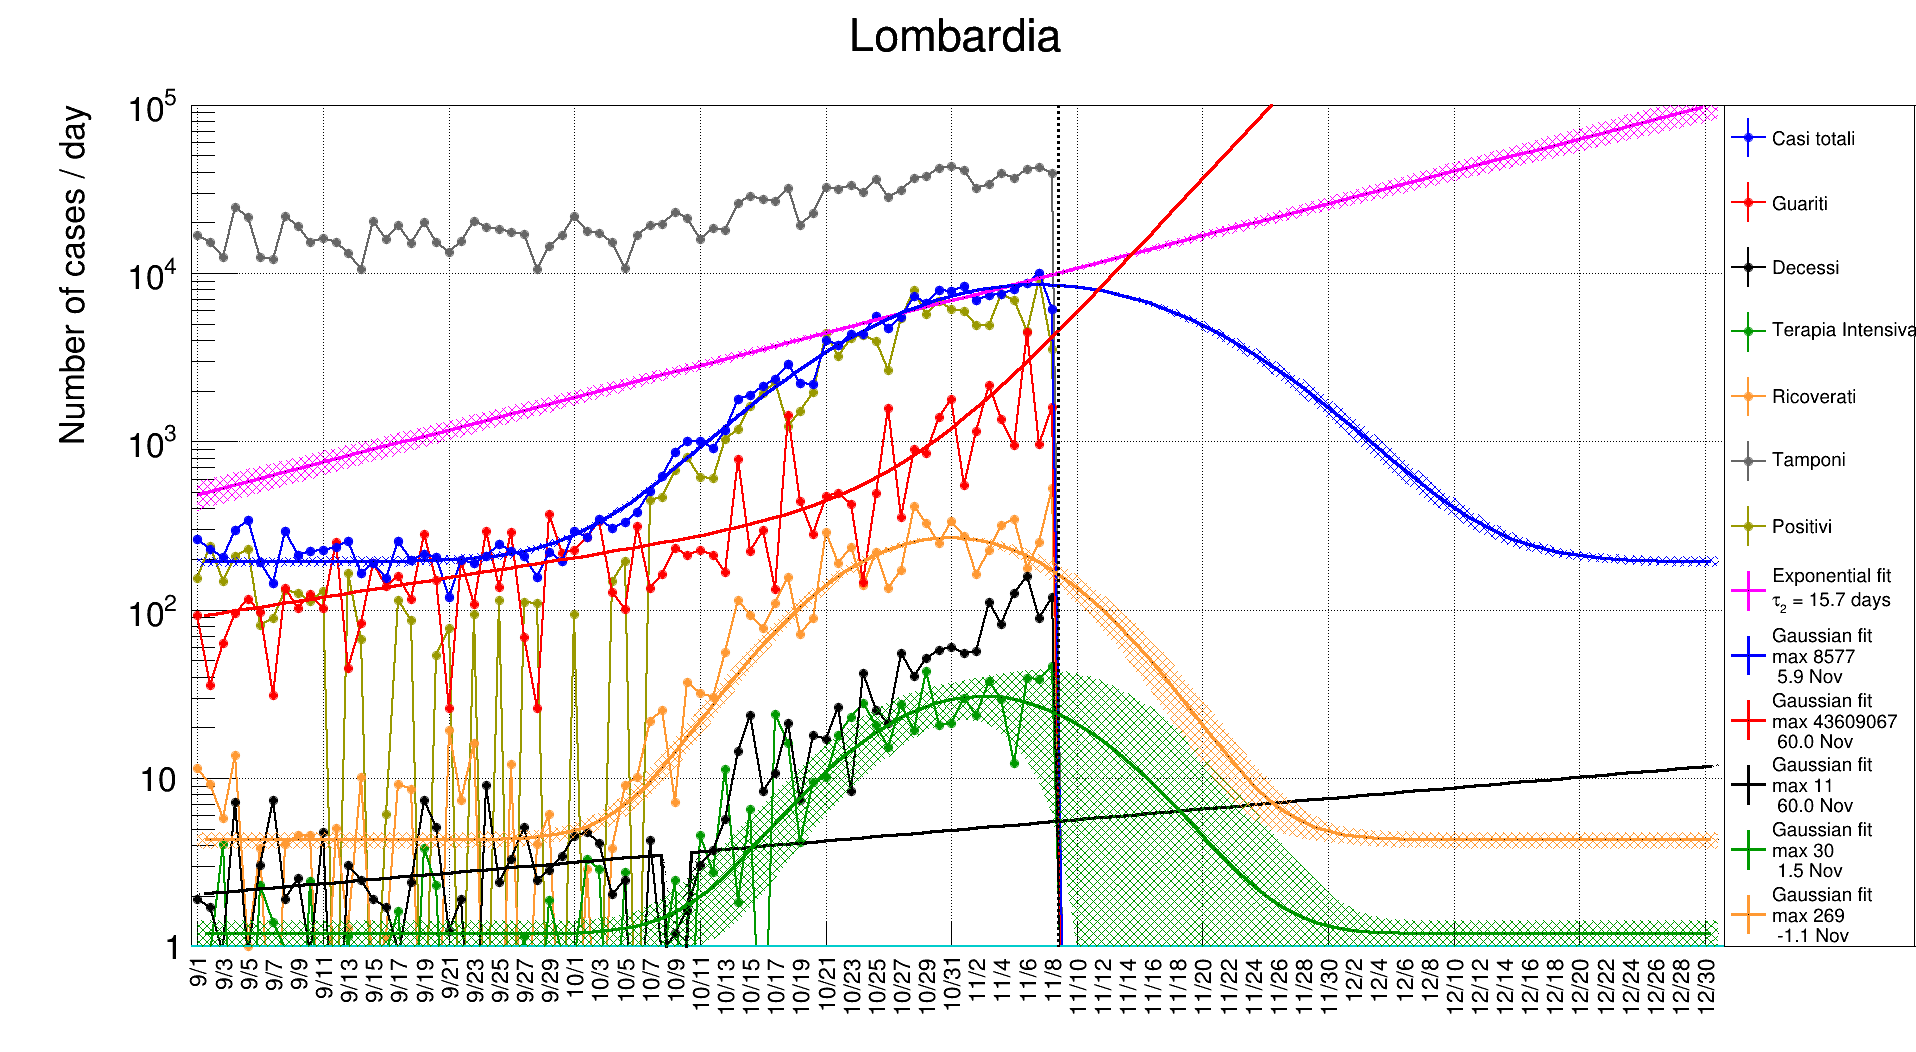 Lombardia
Number of cases / day
10^5
10^4
10^3
10^2
10
1
9/1
9/3
9/5
9/7
9/9
9/11
9/13
9/15
9/17
9/19
9/21
9/23
9/25
9/27
9/29
10/1
10/3
10/5
10/7
10/9
10/11
10/13
10/15
10/17
10/19
10/21
10/23
10/25
10/27
10/29
10/31
11/2
11/4
11/6
11/8
11/10
11/12
11/14
11/16
11/18
11/20
11/22
11/24
11/26
11/28
11/30
12/2
12/4
12/6
12/8
12/10
12/12
12/14
12/16
12/18
12/20
12/22
12/24
12/26
12/28
12/30
Casi totali
Guariti
Decessi
Terapia Intensiva
Ricoverati
Tamponi
Positivi
Exponential fit
τ2 = 15.7 days
Gaussian fit
max 8577
5.9 Nov
Gaussian fit
max 43609067
60.0 Nov
Gaussian fit
max 11
60.0 Nov
Gaussian fit
max 30
1.5 Nov
Gaussian fit
max 269
-1.1 Nov